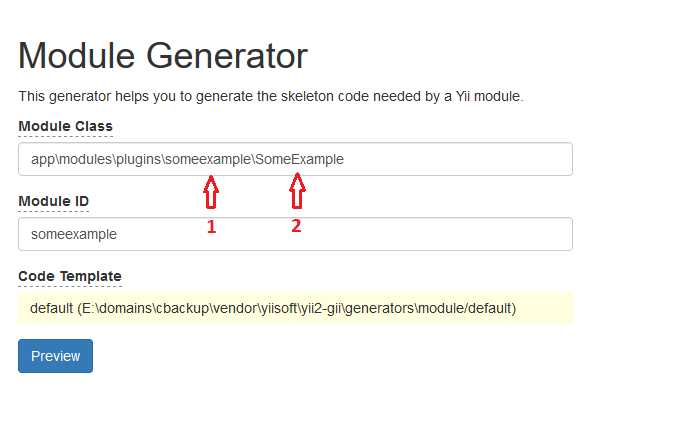 Module Generator
This generator helps you to generate the skeleton code needed by a Yii module.
Module Class
app\modules\plugins\someexample\SomeExample
1 2
Module ID
someexample
Code Template
default (E:\domains\cbackup\vendor\yiisoft\yii2-gii\generators\module/default)
Preview